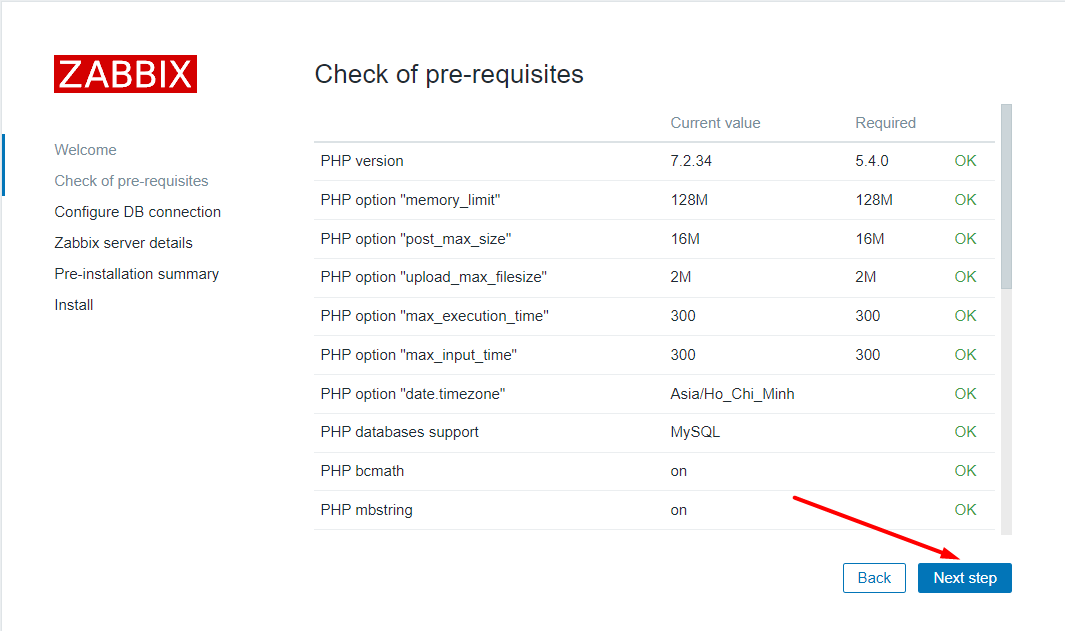 ZABBIX
Check of pre-requisites
Welcome
Check of pre-requisites
Configure DB connection
Zabbix server details
Pre-installation summary
Install
Current value Required
PHP version 7.2.34 5.4.0 OK
PHP option "memory_limit" 128M 128M OK
PHP option "post_max_size" 16M 16M OK
PHP option "upload_max_filesize" 2M 2M OK
PHP option "max_execution_time" 300 300 OK
PHP option "max_input_time" 300 300 OK
PHP option "date.timezone" Asia/Ho_Chi_Minh OK
PHP databases support MySQL OK
PHP bcmath on OK
PHP mbstring on OK
Back Next step